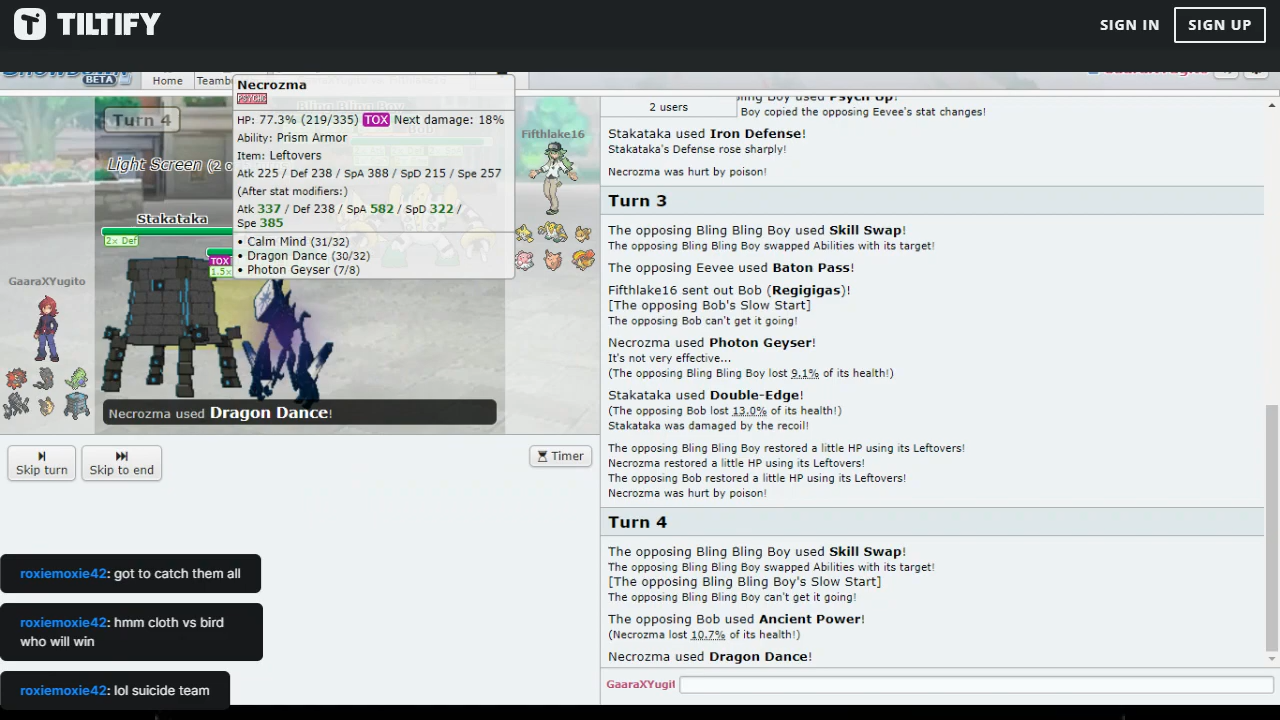 TILTIFY
SIGN IN
SIGN UP
BETA
Home
Necrozma
PSYCHC
HP: 77.3% (219/335) TOX Next damage: 18%
Ability: Prism Armor
Item: Leftovers
Atk 225 / Def 238 / SpA 388 / SpD 215 / Spe 257
(After stat modifiers:)
Atk 337 / Def 238 / SpA 582 / SpD 322 /
Spe 385
• Calm Mind (31/32)
• Dragon Dance (30/32)
• Photon Geyser (7/8)
Turn 4
Light Screen (2
Stakataka
2× Def
TOX
1.5×
GaaraXYugito
Fifthlake16
Necrozma used Dragon Dance!
Skip turn
Skip to end
Timer
roxiemoxie42: got to catch them all
roxiemoxie42: hmm cloth vs bird
who will win
roxiemoxie42: lol suicide team
2 users
Boy copied the opposing Eevee's stat changes!
Stakataka used Iron Defense!
Stakataka's Defense rose sharply!
Necrozma was hurt by poison!
Turn 3
The opposing Bling Bling Boy used Skill Swap!
The opposing Bling Bling Boy swapped Abilities with its target!
The opposing Eevee used Baton Pass!
Fifthlake16 sent out Bob (Regigigas)!
[The opposing Bob's Slow Start]
The opposing Bob can't get it going!
Necrozma used Photon Geyser!
It's not very effective...
(The opposing Bling Bling Boy lost 9.1% of its health!)
Stakataka used Double-Edge!
(The opposing Bob lost 13.0% of its health!)
Stakataka was damaged by the recoil!
The opposing Bling Bling Boy restored a little HP using its Leftovers!
Necrozma restored a little HP using its Leftovers!
The opposing Bob restored a little HP using its Leftovers!
Necrozma was hurt by poison!
Turn 4
The opposing Bling Bling Boy used Skill Swap!
The opposing Bling Bling Boy swapped Abilities with its target!
[The opposing Bling Bling Boy's Slow Start]
The opposing Bling Bling Boy can't get it going!
The opposing Bob used Ancient Power!
(Necrozma lost 10.7% of its health!)
Necrozma used Dragon Dance!
GaaraXYugit